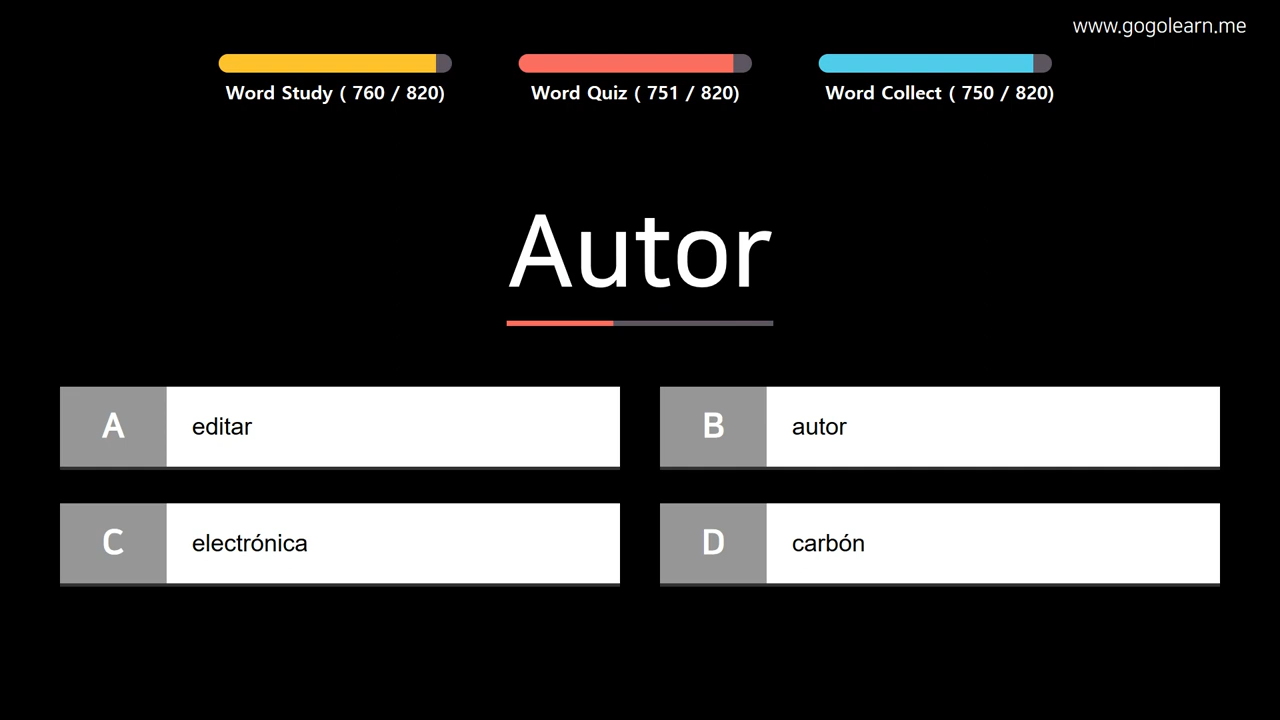 www.gogolearn.me
Word Study ( 760 / 820)
Word Quiz ( 751 / 820)
Word Collect ( 750 / 820)
Autor
A editar
B autor
C electrónica
D carbón